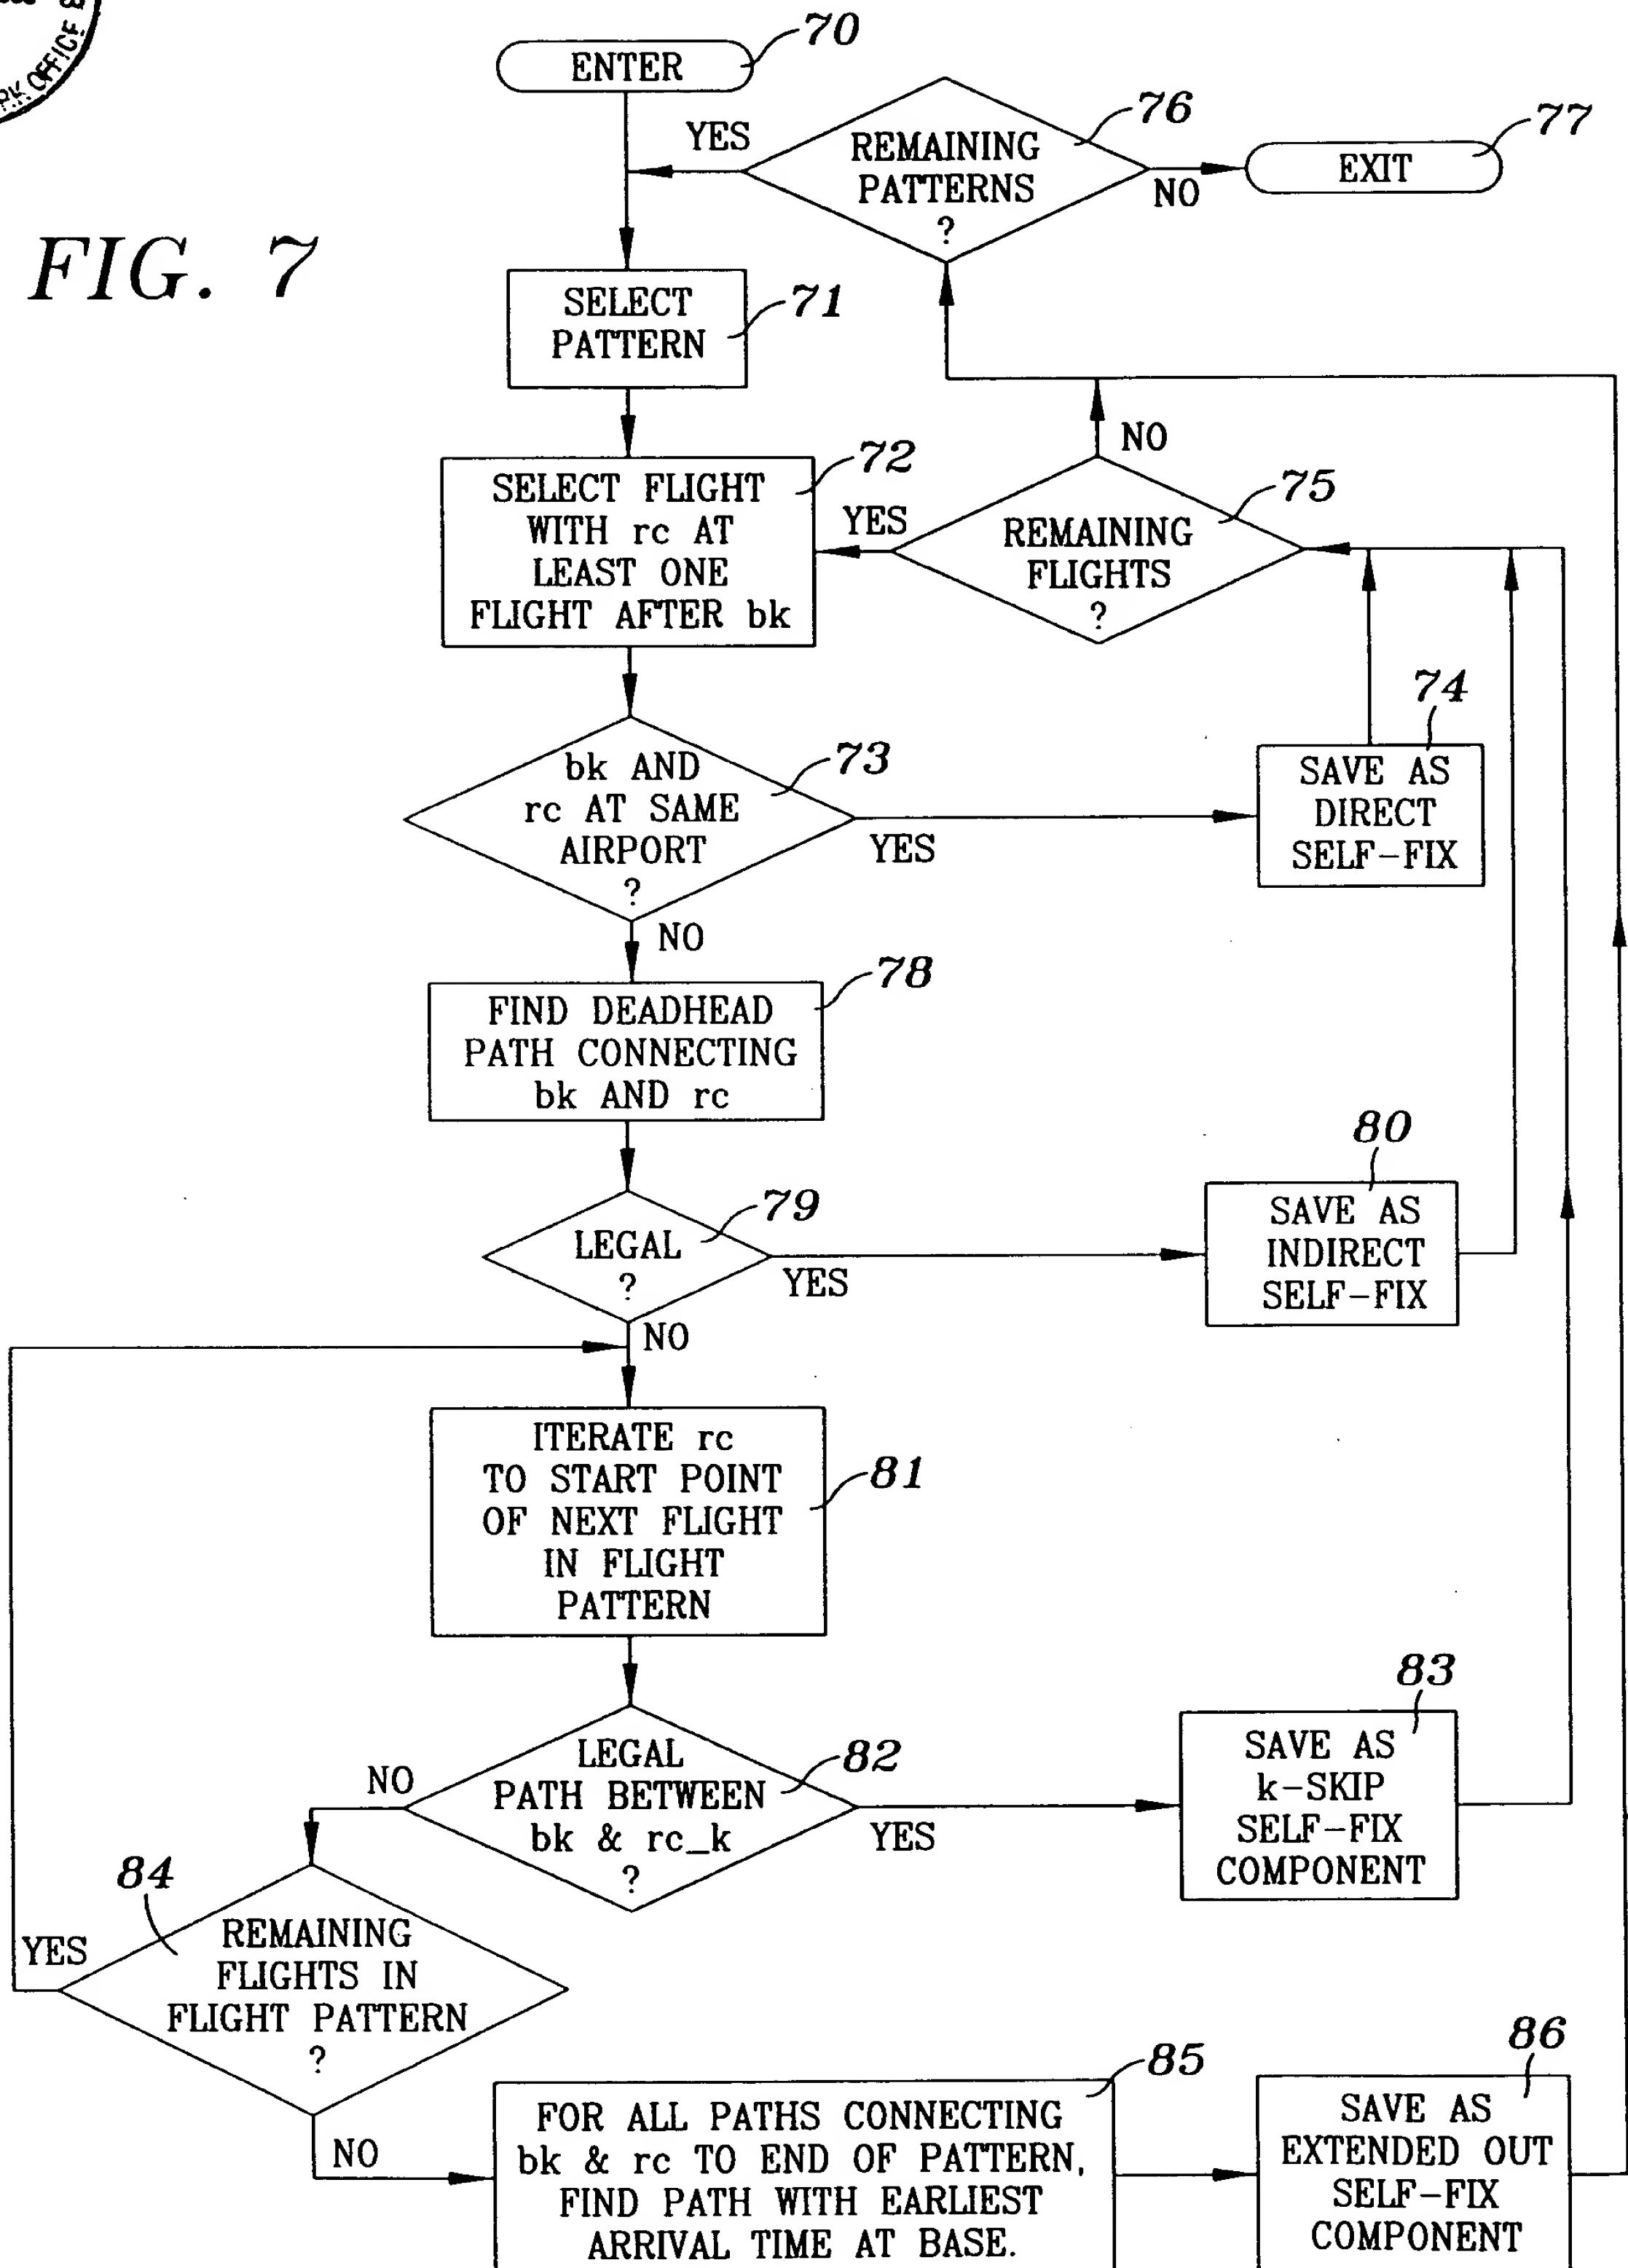 PK OFFICE
FIG. 7
ENTER
70
YES
REMAINING
PATTERNS
?
76
NO
EXIT
77
SELECT
PATTERN
71
SELECT FLIGHT
WITH rc AT
LEAST ONE
FLIGHT AFTER bk
72
YES
REMAINING
FLIGHTS
?
75
NO
bk AND
rc AT SAME
AIRPORT
?
73
YES
NO
SAVE AS
DIRECT
SELF-FIX
74
FIND DEADHEAD
PATH CONNECTING
bk AND rc
78
LEGAL
?
79
YES
NO
SAVE AS
INDIRECT
SELF-FIX
80
ITERATE rc
TO START POINT
OF NEXT FLIGHT
IN FLIGHT
PATTERN
81
LEGAL
PATH BETWEEN
bk & rc_k
?
82
NO
YES
SAVE AS
k-SKIP
SELF-FIX
COMPONENT
83
84
REMAINING
FLIGHTS IN
FLIGHT PATTERN
?
YES
NO
FOR ALL PATHS CONNECTING
bk & rc TO END OF PATTERN,
FIND PATH WITH EARLIEST
ARRIVAL TIME AT BASE.
85
SAVE AS
EXTENDED OUT
SELF-FIX
COMPONENT
86